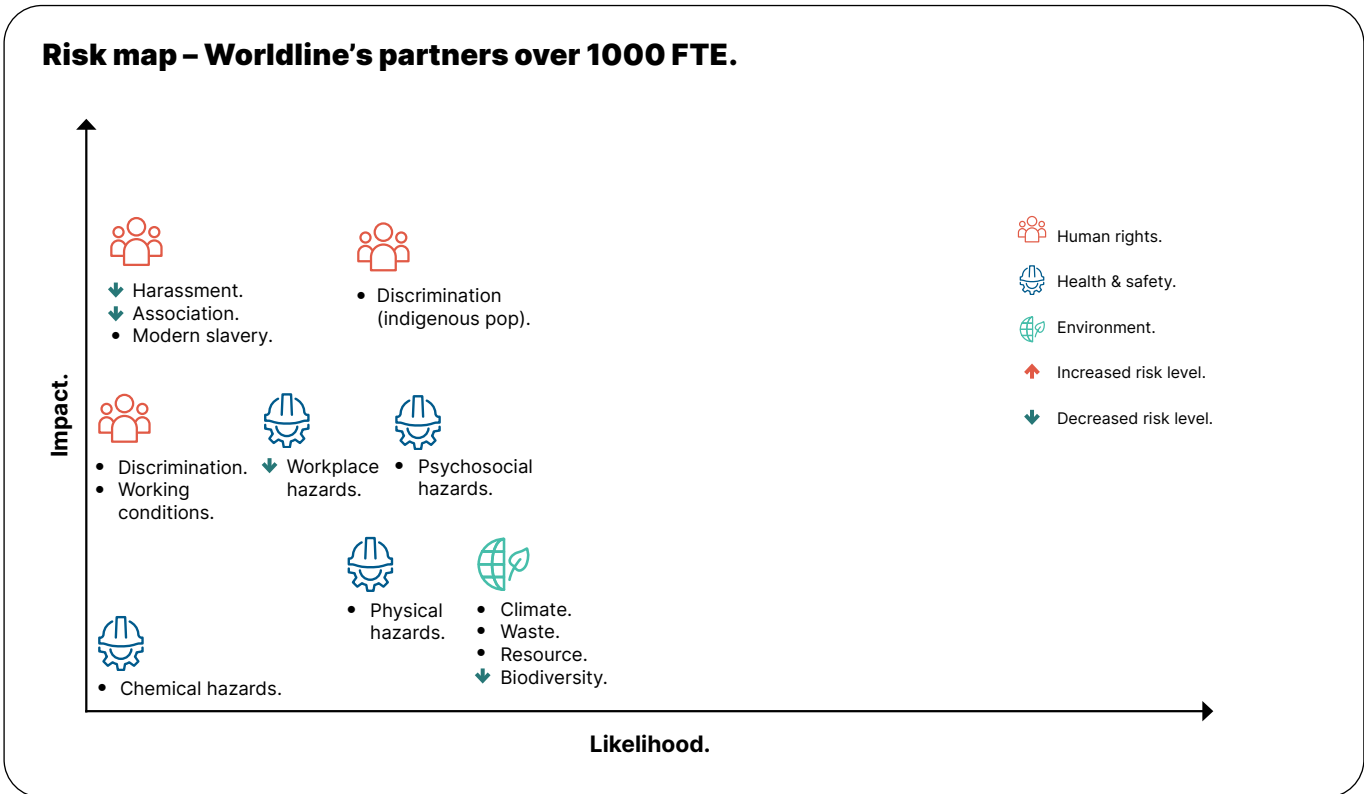 Risk map – Worldline's partners over 1000 FTE.
Impact.
Harassment.
Association.
• Modern slavery.
• Discrimination
(indigenous pop).
• Discrimination.
• Working
conditions.
Workplace
hazards.
• Psychosocial
hazards.
• Physical
hazards.
• Climate.
• Waste.
• Resource.
Biodiversity.
• Chemical hazards.
Likelihood.
Human rights.
Health & safety.
Environment.
Increased risk level.
Decreased risk level.